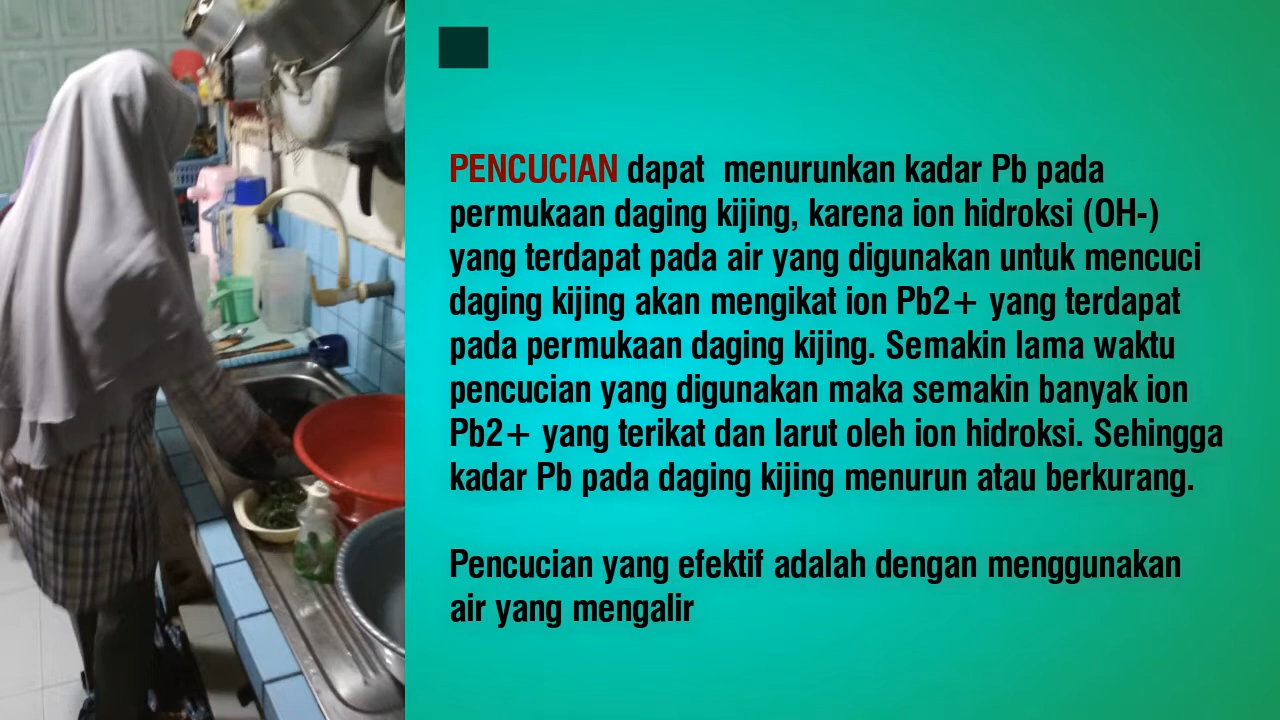 PENCUCIAN dapat  menurunkan kadar Pb pada
permukaan daging kijing, karena ion hidroksi (OH-)
yang terdapat pada air yang digunakan untuk mencuci
daging kijing akan mengikat ion Pb2+ yang terdapat
pada permukaan daging kijing. Semakin lama waktu
pencucian yang digunakan maka semakin banyak ion
Pb2+ yang terikat dan larut oleh ion hidroksi. Sehingga
kadar Pb pada daging kijing menurun atau berkurang.
Pencucian yang efektif adalah dengan menggunakan
air yang mengalir